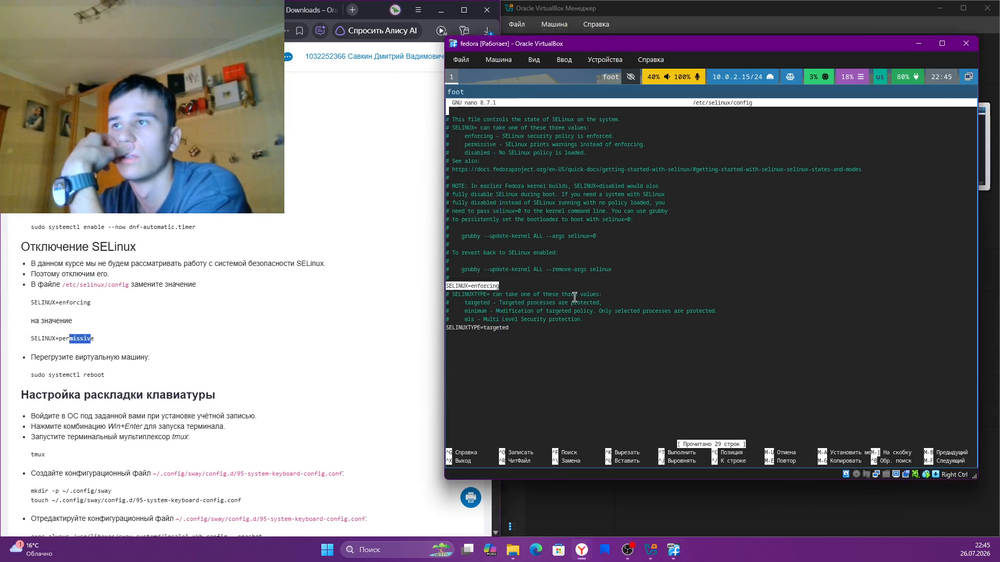 Downloads – Ora
Спросить Алису AI
1032252366 Савкин Дмитрий Вадимович
sudo systemctl enable --now dnf-automatic.timer
Отключение SELinux
В данном курсе мы не будем рассматривать работу с системой безопасности SELinux.
Поэтому отключим его.
В файле /etc/selinux/config замените значение
SELINUX=enforcing
на значение
SELINUX=permissive
Перегрузите виртуальную машину:
sudo systemctl reboot
Настройка раскладки клавиатуры
Войдите в ОС под заданной вами при установке учётной записью.
Нажмите комбинацию Win+Enter для запуска терминала.
Запустите терминальный мультиплексор tmux:
tmux
Создайте конфигурационный файл ~/.config/sway/config.d/95-system-keyboard-config.conf:
mkdir -p ~/.config/sway
touch ~/.config/sway/config.d/95-system-keyboard-config.conf
Отредактируйте конфигурационный файл ~/.config/sway/config.d/95-system-keyboard-config.conf:
Oracle VirtualBox Менеджер
Файл Машина Справка
fedora [Работает] - Oracle VirtualBox
Файл Машина Вид Ввод Устройства Справка
1 foot 40% 100% 10.0.2.15/24 3% 18% us 80% 22:45
foot
GNU nano 8.7.1 /etc/selinux/config
# This file controls the state of SELinux on the system.
# SELINUX= can take one of these three values:
#     enforcing - SELinux security policy is enforced.
#     permissive - SELinux prints warnings instead of enforcing.
#     disabled - No SELinux policy is loaded.
# See also:
# https://docs.fedoraproject.org/en-US/quick-docs/getting-started-with-selinux/#getting-started-with-selinux-selinux-states-and-modes
#
# NOTE: In earlier Fedora kernel builds, SELINUX=disabled would also
# fully disable SELinux during boot. If you need a system with SELinux
# fully disabled instead of SELinux running with no policy loaded, you
# need to pass selinux=0 to the kernel command line. You can use grubby
# to persistently set the bootloader to boot with selinux=0:
#
#    grubby --update-kernel ALL --args selinux=0
#
# To revert back to SELinux enabled:
#
#    grubby --update-kernel ALL --remove-args selinux
#
SELINUX=enforcing
# SELINUXTYPE= can take one of these three values:
#     targeted - Targeted processes are protected,
#     minimum - Modification of targeted policy. Only selected processes are protected.
#     mls - Multi Level Security protection.
SELINUXTYPE=targeted
[ Прочитано 29 строк ]
^G Справка ^O Записать ^F Поиск ^K Вырезать ^T Выполнить ^C Позиция M-U Отмена M-A Установить ме M-] На скобку M-B Предыдущий
^X Выход ^R ЧитФайл ^\ Замена ^U Вставить ^J Выровнять ^/ К строке M-E Повтор M-6 Копировать ^B Обр. поиск M-F Следующий
Right Ctrl
1
16°C
Облачно
Поиск
22:45
26.07.2026